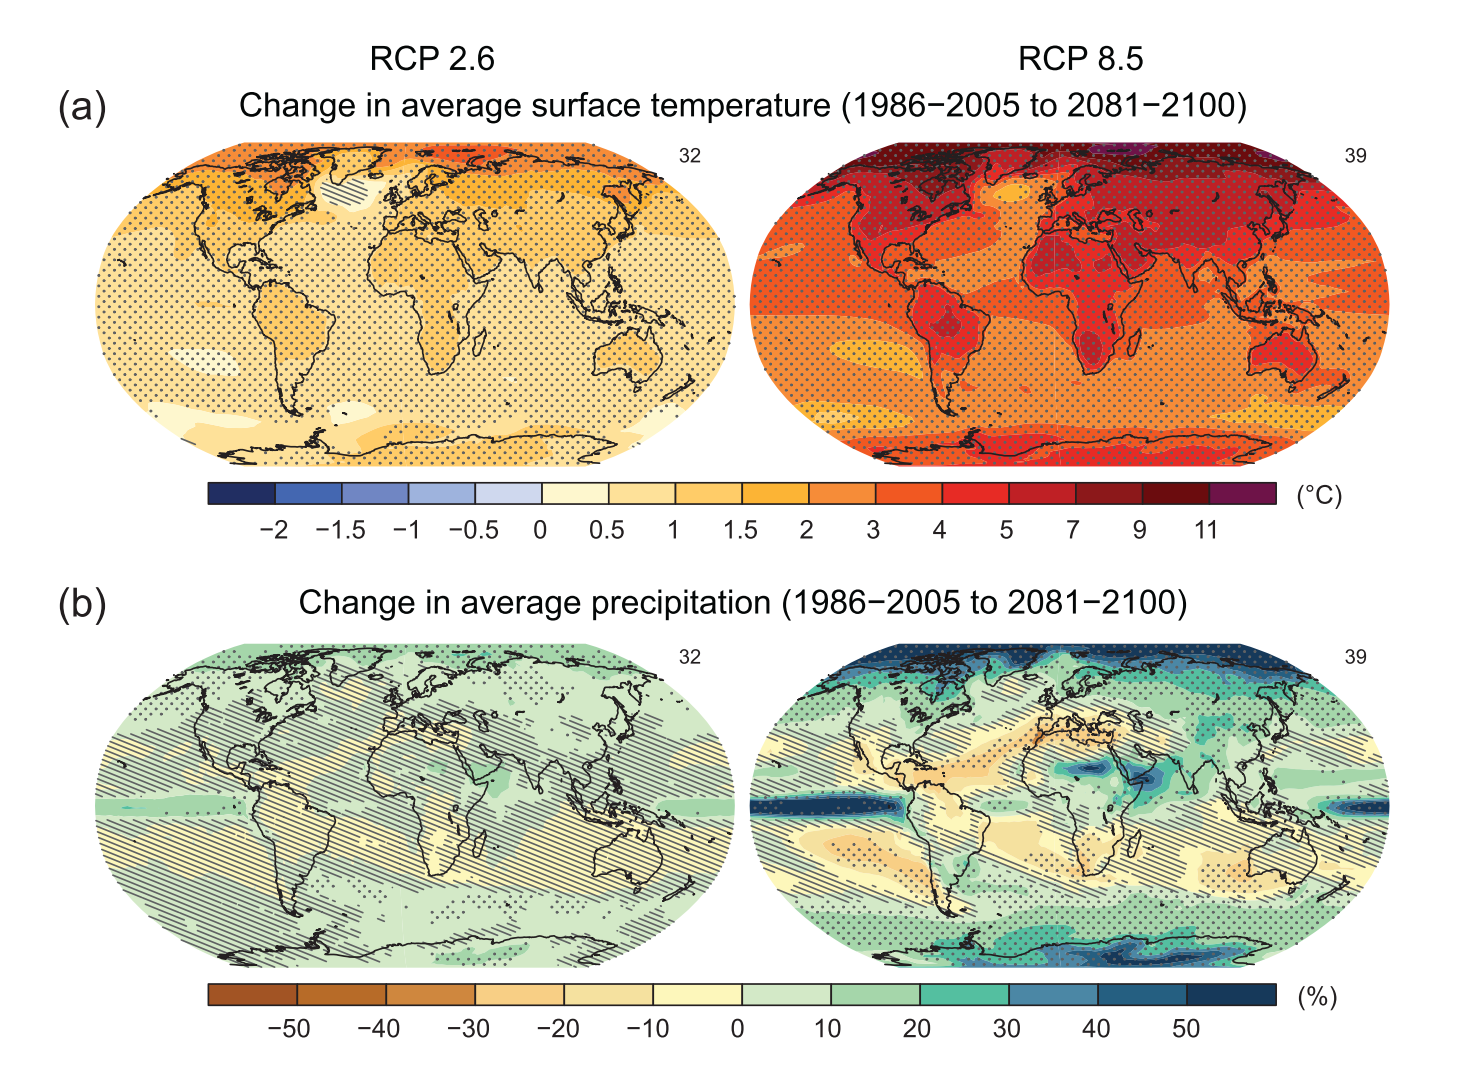 RCP 2.6 RCP 8.5
(a) Change in average surface temperature (1986−2005 to 2081−2100)
32 39
(°C)
−2 −1.5 −1 −0.5 0 0.5 1 1.5 2 3 4 5 7 9 11
(b) Change in average precipitation (1986−2005 to 2081−2100)
32 39
(%)
−50 −40 −30 −20 −10 0 10 20 30 40 50